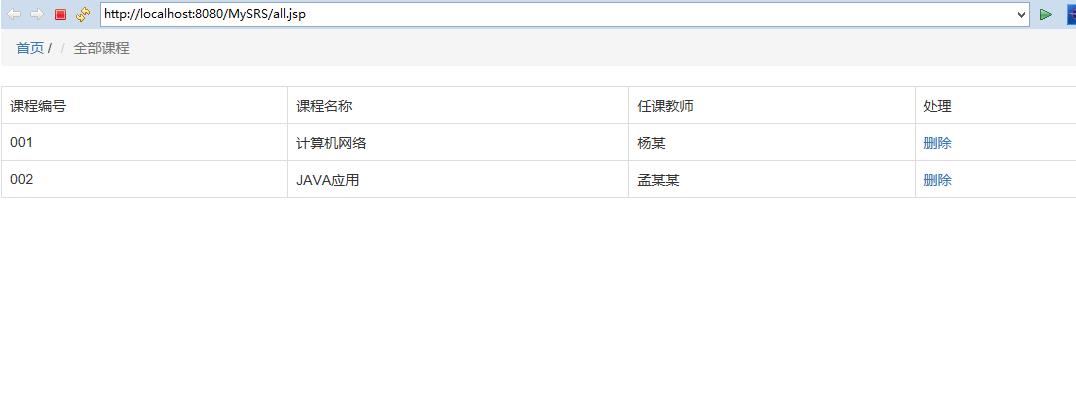 http://localhost:8080/MySRS/all.jsp
首页 / / 全部课程
课程编号 课程名称 任课教师 处理
001 计算机网络 杨某 删除
002 JAVA应用 孟某某 删除